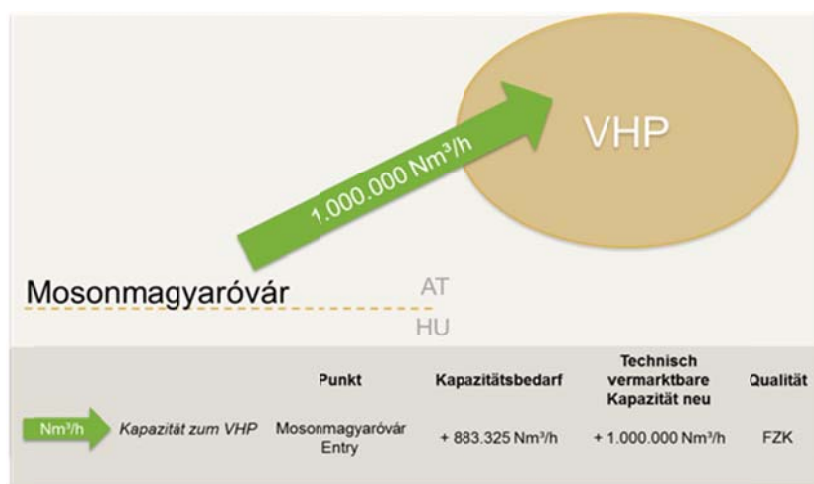 VHP
1.000.000 Nm³/h
Mosonmagyaróvár
AT
HU
Punkt
Kapazitätsbedarf
Technisch
vermarktbare
Kapazität neu
Qualität
Nm³/h
Kapazität zum VHP
Mosonmagyaróvár
Entry
+ 883.325 Nm³/h
+ 1.000.000 Nm³/h
FZK